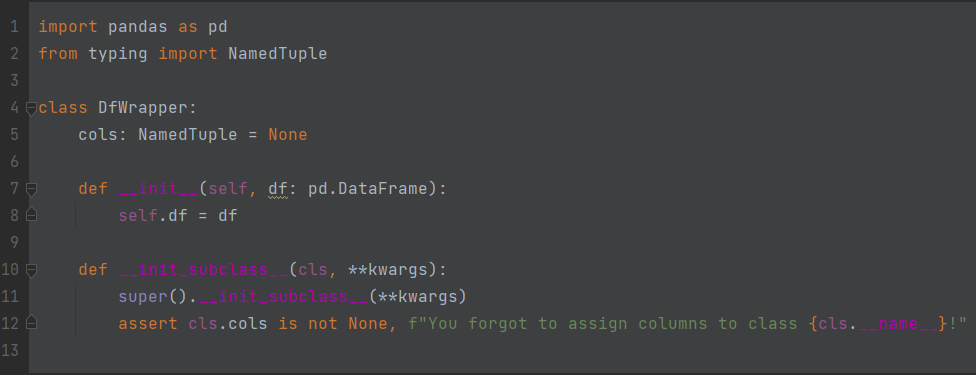 1 import pandas as pd
2 from typing import NamedTuple
3
4 class DfWrapper:
5     cols: NamedTuple = None
6
7     def __init__(self, df: pd.DataFrame):
8         self.df = df
9
10     def __init_subclass__(cls, **kwargs):
11         super().__init_subclass__(**kwargs)
12         assert cls.cols is not None, f"You forgot to assign columns to class {cls.__name__}!"
13